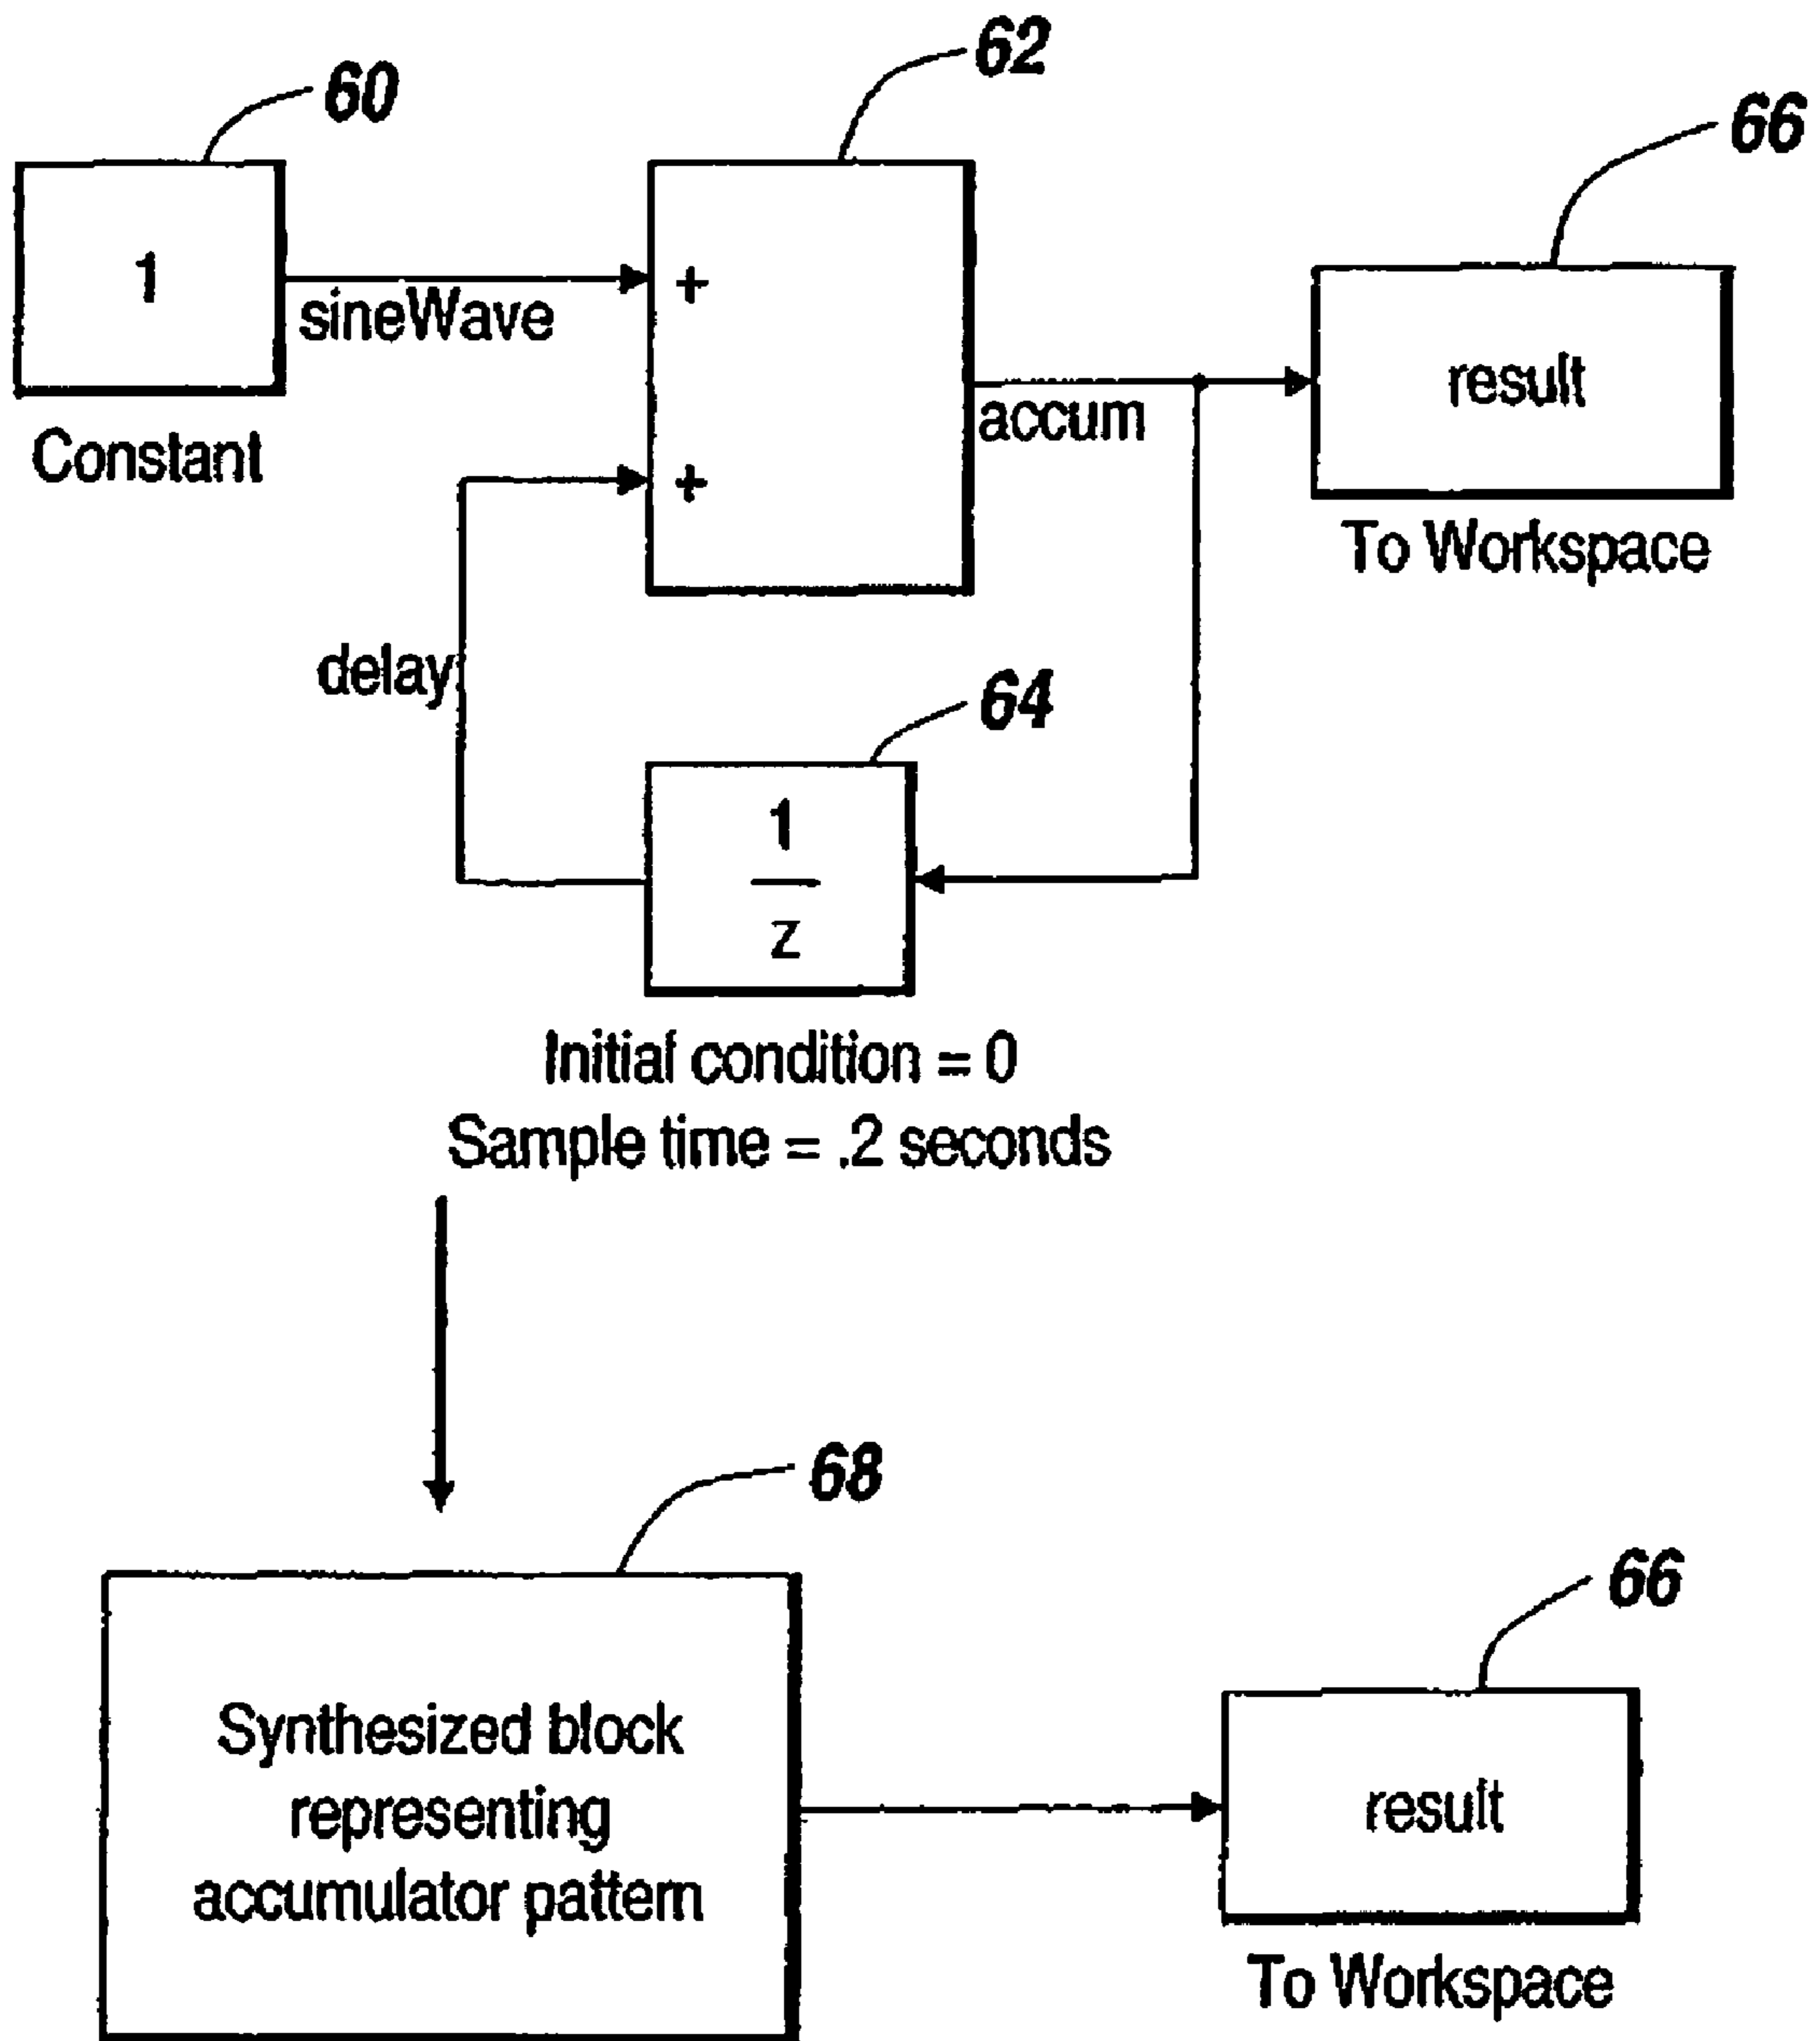 62
60
66
1
+
sineWave
result
accum
Constant
+
To Workspace
delay
64
1
z
Initial condition = 0
Sample time = .2 seconds
68
66
Synthesized block
representing
accumulator pattern
result
To Workspace